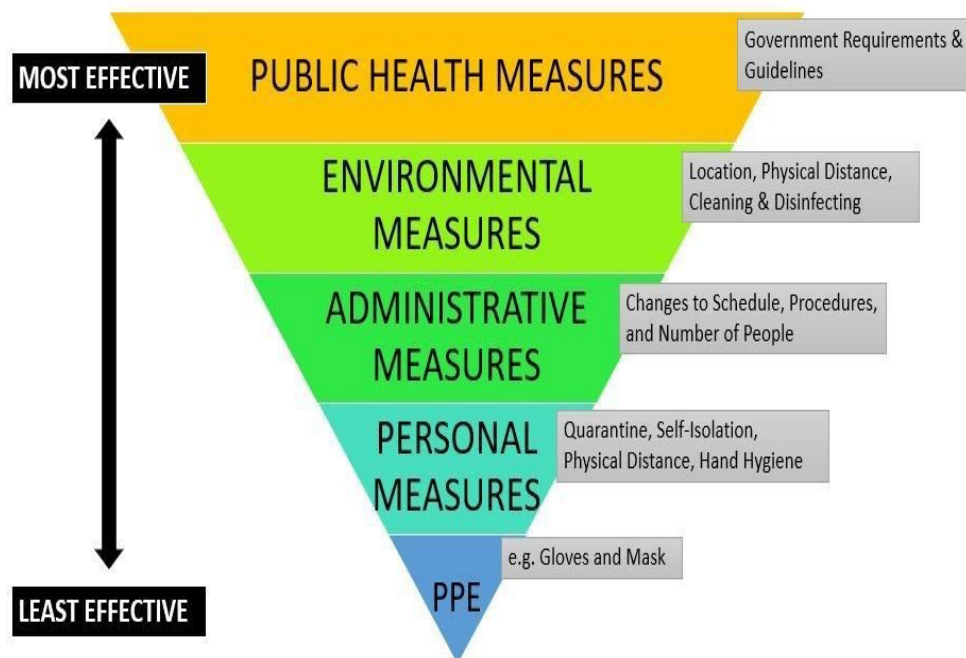 MOST EFFECTIVE
PUBLIC HEALTH MEASURES
Government Requirements &
Guidelines
ENVIRONMENTAL
MEASURES
Location, Physical Distance,
Cleaning & Disinfecting
ADMINISTRATIVE
MEASURES
Changes to Schedule, Procedures,
and Number of People
PERSONAL
MEASURES
Quarantine, Self-Isolation,
Physical Distance, Hand Hygiene
PPE
e.g. Gloves and Mask
LEAST EFFECTIVE